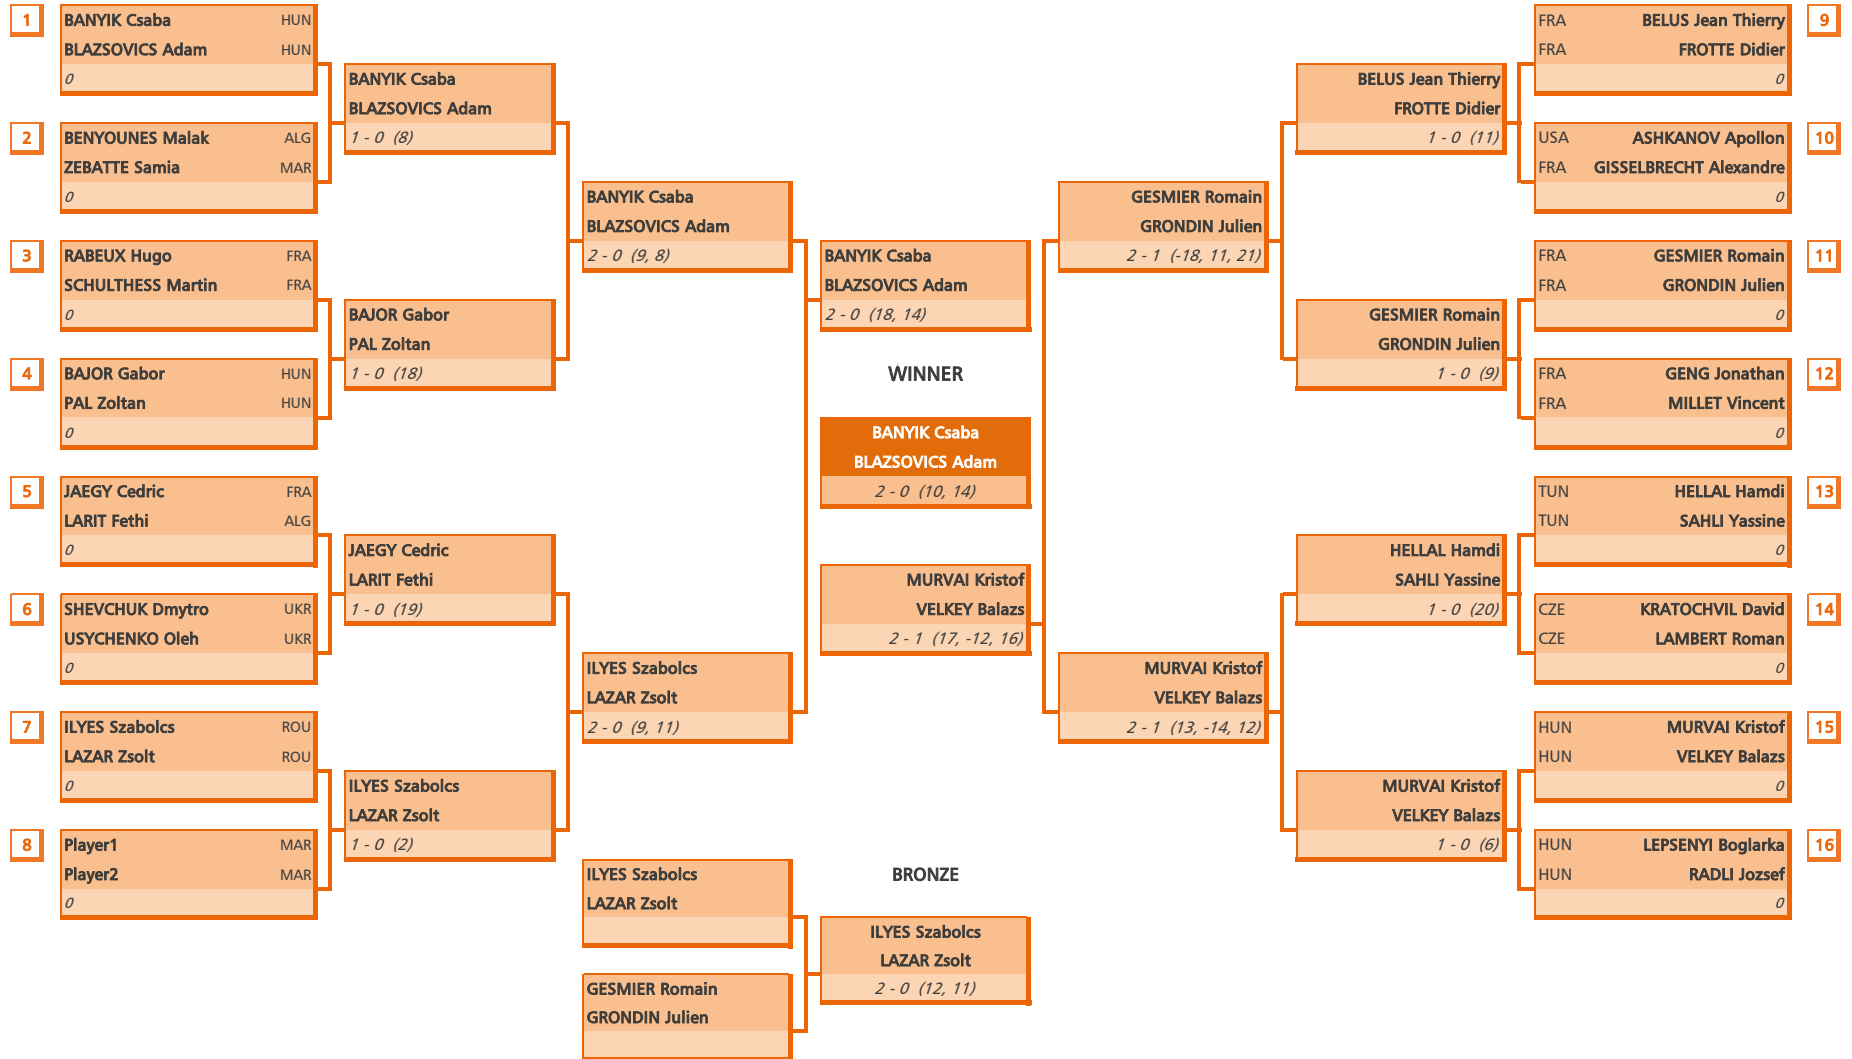 1
BANYIK Csaba HUN
BLAZSOVICS Adam HUN
0
2
BENYOUNES Malak ALG
ZEBATTE Samia MAR
0
3
RABEUX Hugo FRA
SCHULTHESS Martin FRA
0
4
BAJOR Gabor HUN
PAL Zoltan HUN
0
5
JAEGY Cedric FRA
LARIT Fethi ALG
0
6
SHEVCHUK Dmytro UKR
USYCHENKO Oleh UKR
0
7
ILYES Szabolcs ROU
LAZAR Zsolt ROU
0
8
Player1 MAR
Player2 MAR
0
BANYIK Csaba
BLAZSOVICS Adam
1 - 0 (8)
BAJOR Gabor
PAL Zoltan
1 - 0 (18)
JAEGY Cedric
LARIT Fethi
1 - 0 (19)
ILYES Szabolcs
LAZAR Zsolt
1 - 0 (2)
BANYIK Csaba
BLAZSOVICS Adam
2 - 0 (9, 8)
ILYES Szabolcs
LAZAR Zsolt
2 - 0 (9, 11)
BANYIK Csaba
BLAZSOVICS Adam
2 - 0 (18, 14)
WINNER
BANYIK Csaba
BLAZSOVICS Adam
2 - 0 (10, 14)
MURVAI Kristof
VELKEY Balazs
2 - 1 (17, -12, 16)
ILYES Szabolcs
LAZAR Zsolt
GESMIER Romain
GRONDIN Julien
BRONZE
ILYES Szabolcs
LAZAR Zsolt
2 - 0 (12, 11)
GESMIER Romain
GRONDIN Julien
2 - 1 (-18, 11, 21)
MURVAI Kristof
VELKEY Balazs
2 - 1 (13, -14, 12)
BELUS Jean Thierry
FROTTE Didier
1 - 0 (11)
GESMIER Romain
GRONDIN Julien
1 - 0 (9)
HELLAL Hamdi
SAHLI Yassine
1 - 0 (20)
MURVAI Kristof
VELKEY Balazs
1 - 0 (6)
9
FRA BELUS Jean Thierry
FRA FROTTE Didier
0
10
USA ASHKANOV Apollon
FRA GISSELBRECHT Alexandre
0
11
FRA GESMIER Romain
FRA GRONDIN Julien
0
12
FRA GENG Jonathan
FRA MILLET Vincent
0
13
TUN HELLAL Hamdi
TUN SAHLI Yassine
0
14
CZE KRATOCHVIL David
CZE LAMBERT Roman
0
15
HUN MURVAI Kristof
HUN VELKEY Balazs
0
16
HUN LEPSENYI Boglarka
HUN RADLI Jozsef
0